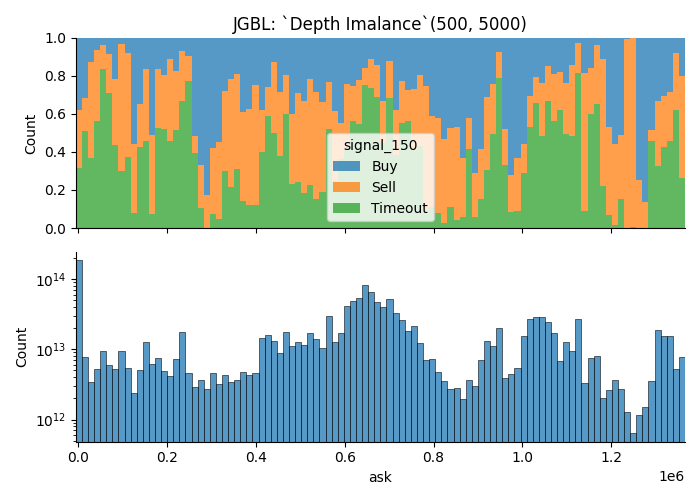 JGBL: `Depth Imalance`(500, 5000)
1.0
0.8
0.6
0.4
0.2
0.0
Count
signal_150
Buy
Sell
Timeout
10^14
10^13
10^12
Count
0.0 0.2 0.4 0.6 0.8 1.0 1.2
1e6
ask